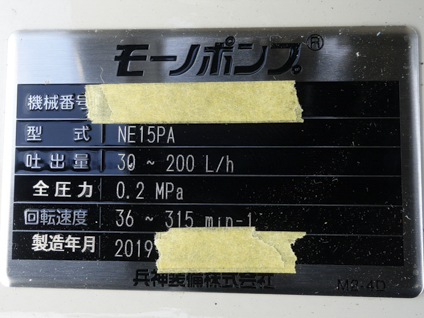 モーノポンプ®
機械番号
型式 NE15PA
吐出量 30 ~ 200 L/h
全圧力 0.2 MPa
回転速度 36 ~ 315 min-1
製造年月 2019
兵神装備株式会社